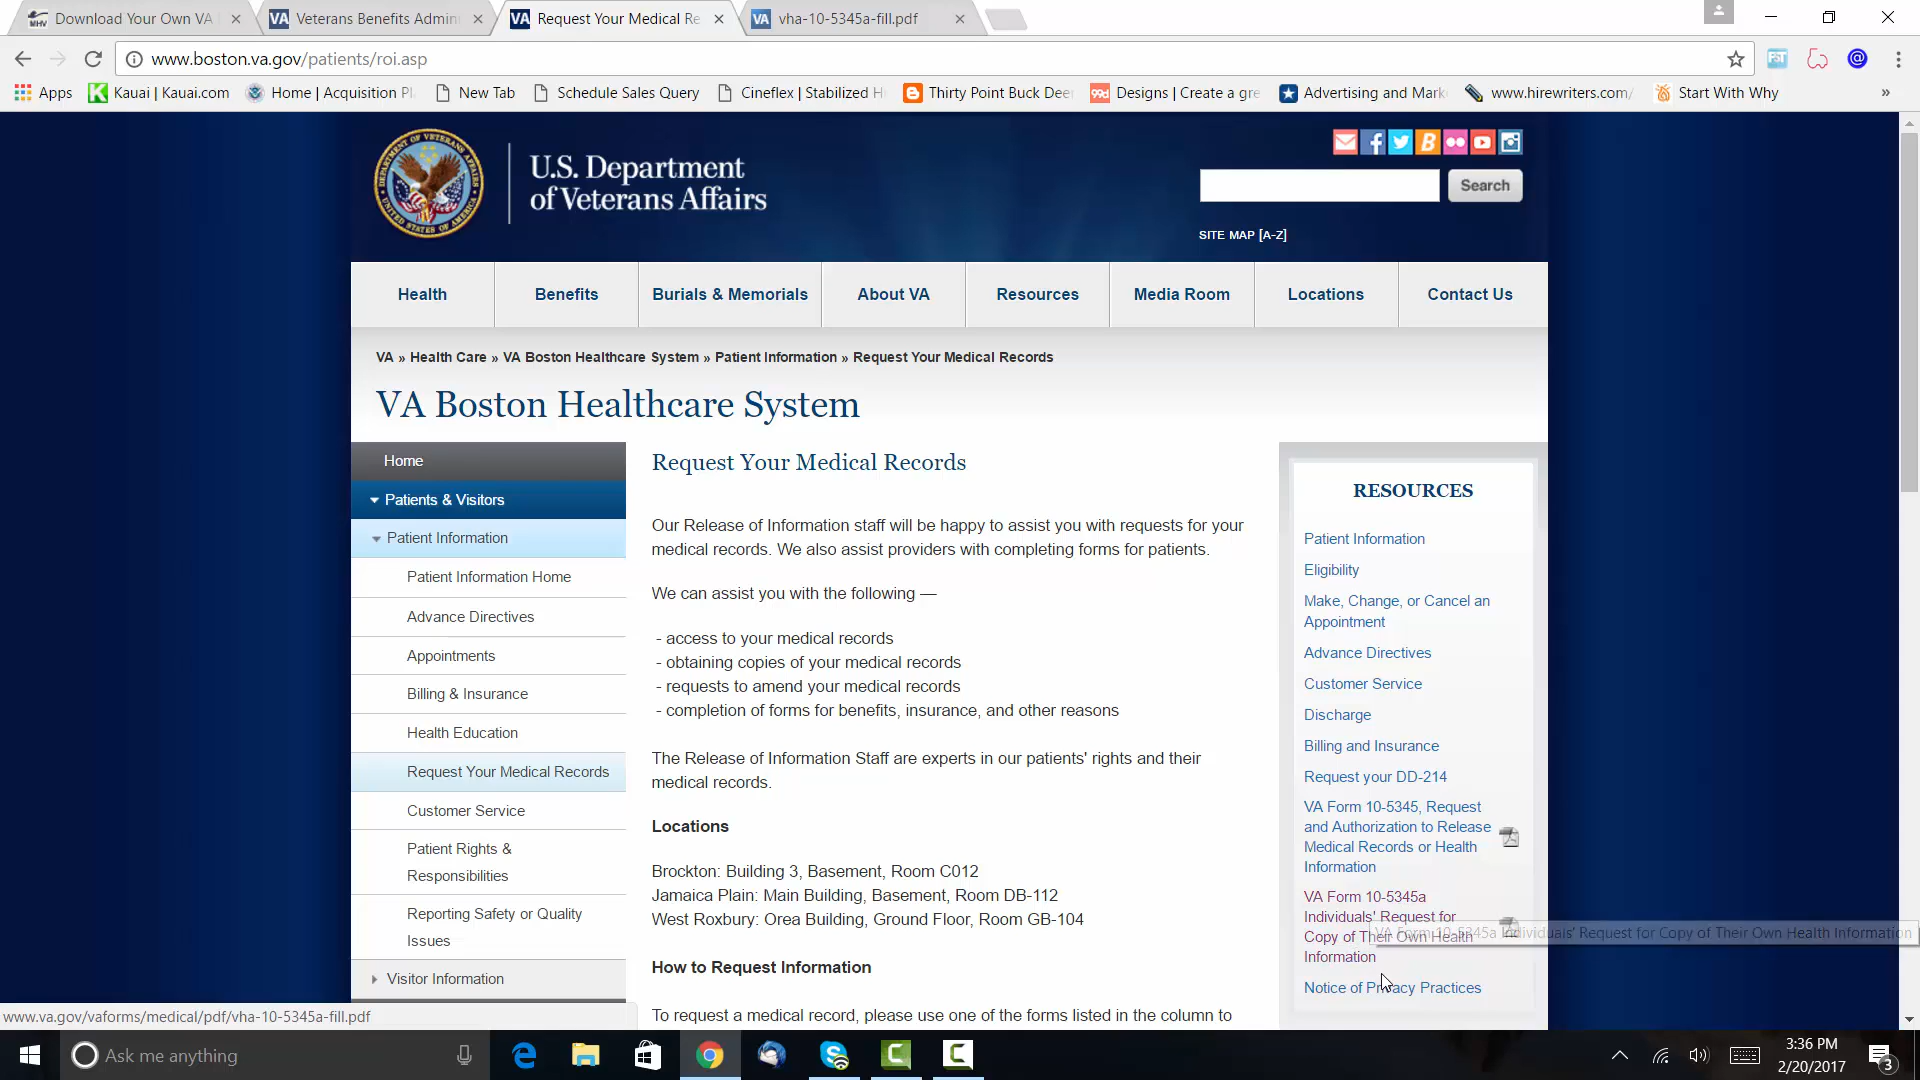 Download Your Own VA
Veterans Benefits Admin
Request Your Medical Re
vha-10-5345a-fill.pdf
www.boston.va.gov/patients/roi.asp
Apps
Kauai | Kauai.com
Home | Acquisition Pl
New Tab
Schedule Sales Query
Cineflex | Stabilized H
Thirty Point Buck Deer
Designs | Create a gre
Advertising and Mark
www.hirewriters.com/
Start With Why
U.S. Department
of Veterans Affairs
Search
SITE MAP [A-Z]
Health
Benefits
Burials & Memorials
About VA
Resources
Media Room
Locations
Contact Us
VA » Health Care » VA Boston Healthcare System » Patient Information » Request Your Medical Records
VA Boston Healthcare System
Home
Patients & Visitors
Patient Information
Patient Information Home
Advance Directives
Appointments
Billing & Insurance
Health Education
Request Your Medical Records
Customer Service
Patient Rights &
Responsibilities
Reporting Safety or Quality
Issues
Visitor Information
Request Your Medical Records
Our Release of Information staff will be happy to assist you with requests for your
medical records. We also assist providers with completing forms for patients.
We can assist you with the following —
- access to your medical records
- obtaining copies of your medical records
- requests to amend your medical records
- completion of forms for benefits, insurance, and other reasons
The Release of Information Staff are experts in our patients' rights and their
medical records.
Locations
Brockton: Building 3, Basement, Room C012
Jamaica Plain: Main Building, Basement, Room DB-112
West Roxbury: Orea Building, Ground Floor, Room GB-104
How to Request Information
To request a medical record, please use one of the forms listed in the column to
RESOURCES
Patient Information
Eligibility
Make, Change, or Cancel an
Appointment
Advance Directives
Customer Service
Discharge
Billing and Insurance
Request your DD-214
VA Form 10-5345, Request
and Authorization to Release
Medical Records or Health
Information
VA Form 10-5345a
Individuals' Request for
Copy of Their Own Health
Information
VA Form 10-5345a Individuals' Request for Copy of Their Own Health Information
Notice of Privacy Practices
www.va.gov/vaforms/medical/pdf/vha-10-5345a-fill.pdf
Ask me anything
3:36 PM
2/20/2017
3